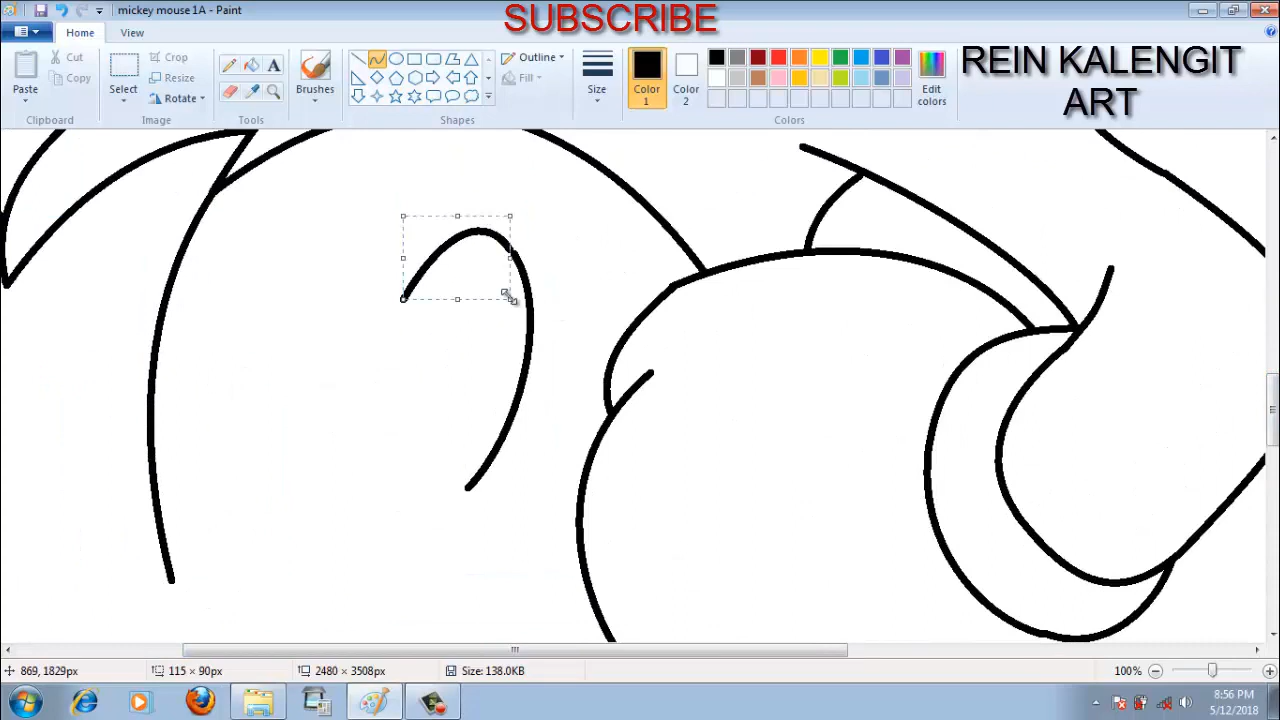 SUBSCRIBE
mickey mouse 1A - Paint
Home
View
REIN KALENGIT
ART
Paste
Cut
Copy
Clipboard
Select
Crop
Resize
Rotate
Image
A
Tools
Brushes
Shapes
Outline
Fill
Size
Color
1
Color
2
Edit
colors
Colors
869, 1829px
115 × 90px
2480 × 3508px
Size: 138.0KB
100%
8:56 PM
5/12/2018